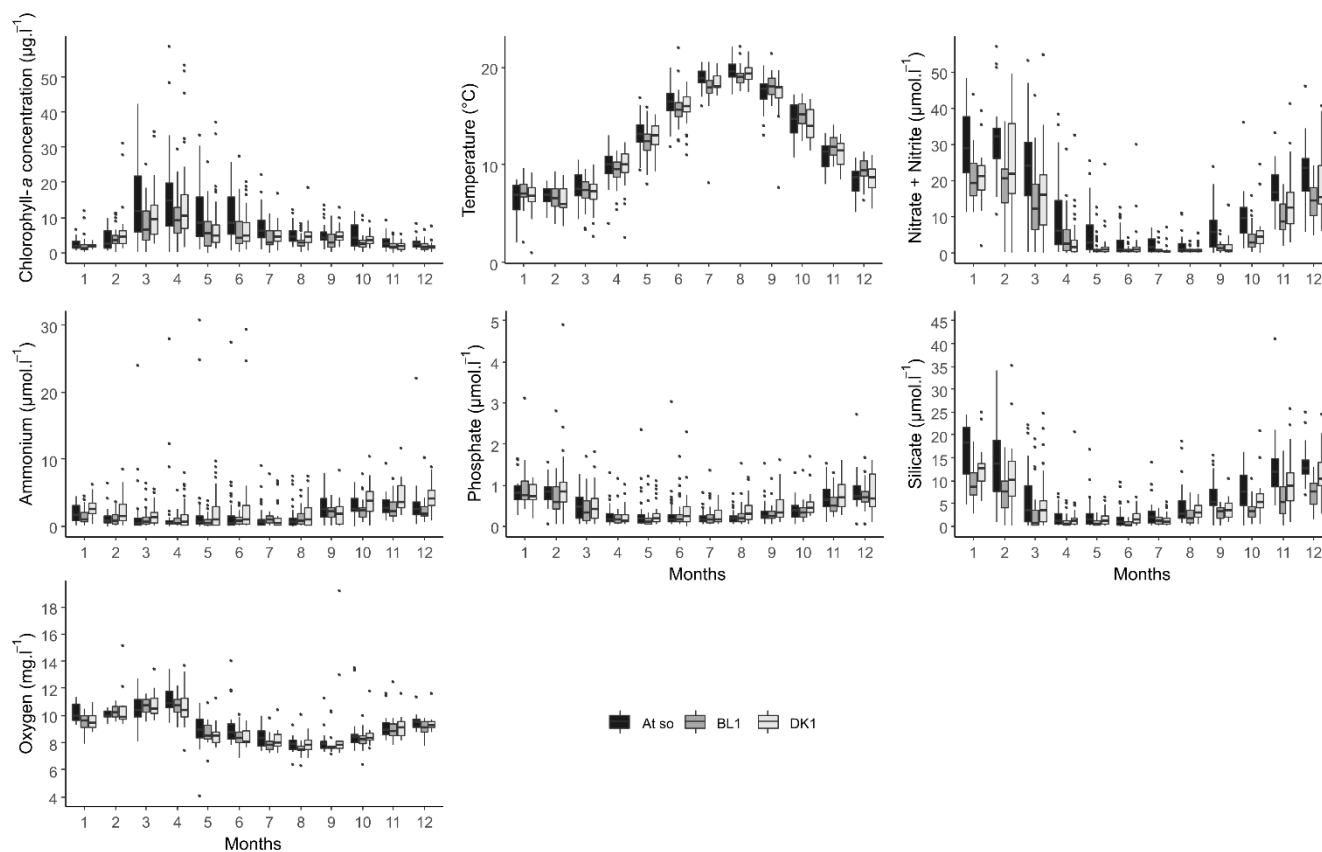 Chlorophyll-a concentration (µg.l⁻¹)
50
40
30
20
10
0
1 2 3 4 5 6 7 8 9 10 11 12
Temperature (°C)
20
10
0
1 2 3 4 5 6 7 8 9 10 11 12
Nitrate + Nitrite (µmol.l⁻¹)
50
40
30
20
10
0
1 2 3 4 5 6 7 8 9 10 11 12
Ammonium (µmol.l⁻¹)
30
20
10
0
1 2 3 4 5 6 7 8 9 10 11 12
Phosphate (µmol.l⁻¹)
5
4
3
2
1
0
1 2 3 4 5 6 7 8 9 10 11 12
Months
Silicate (µmol.l⁻¹)
45
40
35
30
25
20
15
10
5
0
1 2 3 4 5 6 7 8 9 10 11 12
Months
Oxygen (mg.l⁻¹)
18
16
14
12
10
8
6
4
1 2 3 4 5 6 7 8 9 10 11 12
Months
At so BL1 DK1